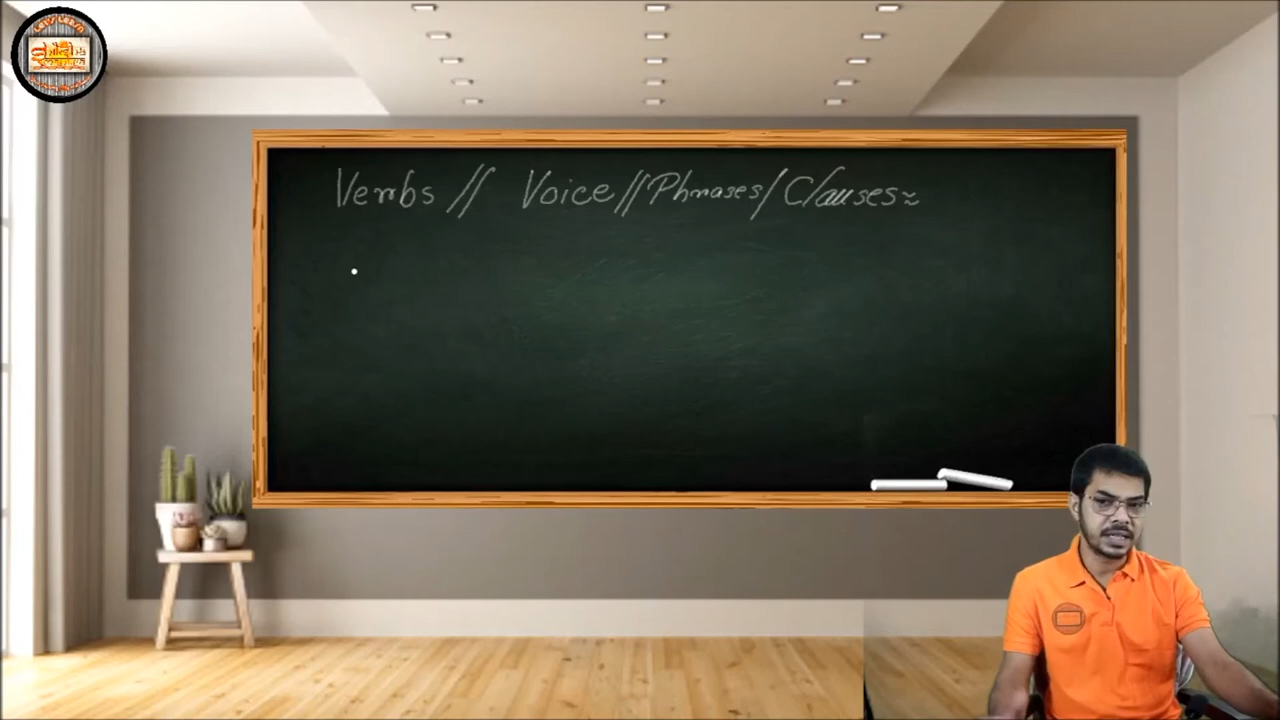 Verbs // Voice // Phrases / Clauses ≈